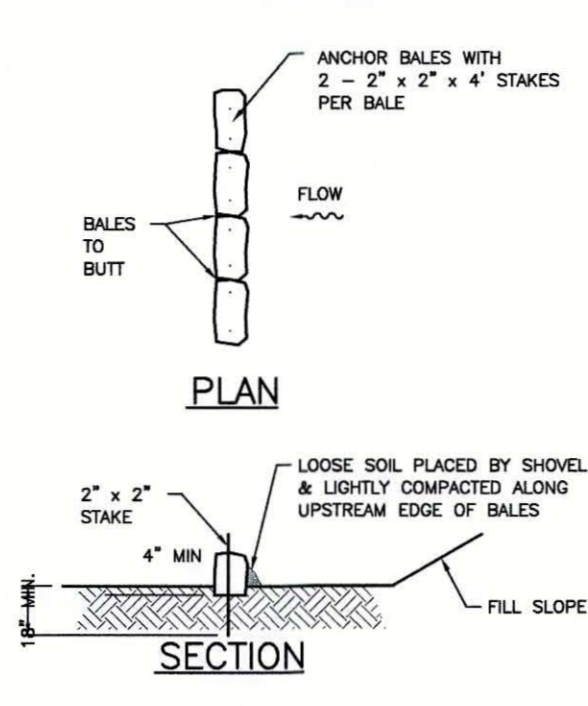 ANCHOR BALES WITH
2 - 2" x 2" x 4' STAKES
PER BALE
FLOW
BALES
TO
BUTT
PLAN
LOOSE SOIL PLACED BY SHOVEL
& LIGHTLY COMPACTED ALONG
UPSTREAM EDGE OF BALES
2" x 2"
STAKE
4" MIN
18" MIN.
FILL SLOPE
SECTION